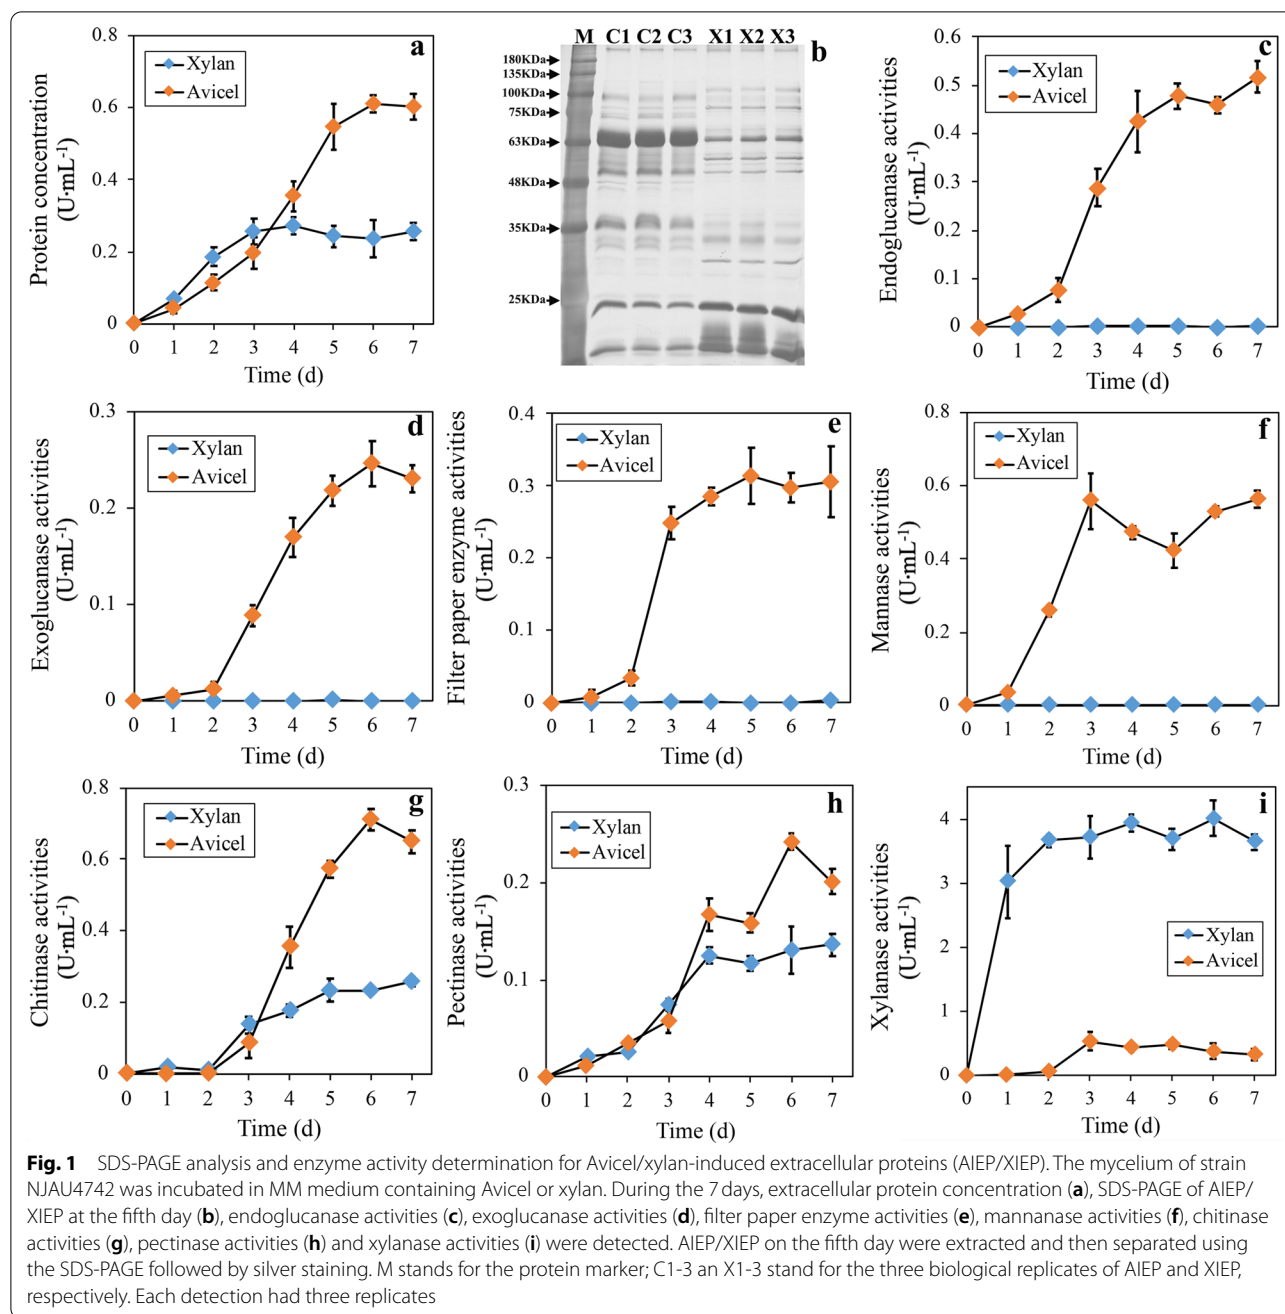 a
0.8
0.6
0.4
0.2
0
0 1 2 3 4 5 6 7
Time (d)
Protein concentration
(U·mL-1)
Xylan
Avicel
M C1 C2 C3 X1 X2 X3
b
180KDa
135KDa
100KDa
75KDa
63KDa
48KDa
35KDa
25KDa
c
0.6
0.5
0.4
0.3
0.2
0.1
0
0 1 2 3 4 5 6 7
Time (d)
Endoglucanase activities
(U·mL-1)
Xylan
Avicel
d
0.3
0.2
0.1
0
0 1 2 3 4 5 6 7
Time (d)
Exoglucanase activities
(U·mL-1)
Xylan
Avicel
e
0.4
0.3
0.2
0.1
0
0 1 2 3 4 5 6 7
Time (d)
Filter paper enzyme activities
(U·mL-1)
Xylan
Avicel
f
0.8
0.6
0.4
0.2
0
0 1 2 3 4 5 6 7
Time (d)
Mannase activities
(U·mL-1)
Xylan
Avicel
g
0.8
0.6
0.4
0.2
0
0 1 2 3 4 5 6 7
Time (d)
Chitinase activities
(U·mL-1)
Xylan
Avicel
h
0.3
0.2
0.1
0
0 1 2 3 4 5 6 7
Time (d)
Pectinase activities
(U·mL-1)
Xylan
Avicel
i
4
3
2
1
0
0 1 2 3 4 5 6 7
Time (d)
Xylanase activities
(U·mL-1)
Xylan
Avicel
Fig. 1 SDS-PAGE analysis and enzyme activity determination for Avicel/xylan-induced extracellular proteins (AIEP/XIEP). The mycelium of strain
NJAU4742 was incubated in MM medium containing Avicel or xylan. During the 7 days, extracellular protein concentration (a), SDS-PAGE of AIEP/
XIEP at the fifth day (b), endoglucanase activities (c), exoglucanase activities (d), filter paper enzyme activities (e), mannanase activities (f), chitinase
activities (g), pectinase activities (h) and xylanase activities (i) were detected. AIEP/XIEP on the fifth day were extracted and then separated using
the SDS-PAGE followed by silver staining. M stands for the protein marker; C1-3 an X1-3 stand for the three biological replicates of AIEP and XIEP,
respectively. Each detection had three replicates